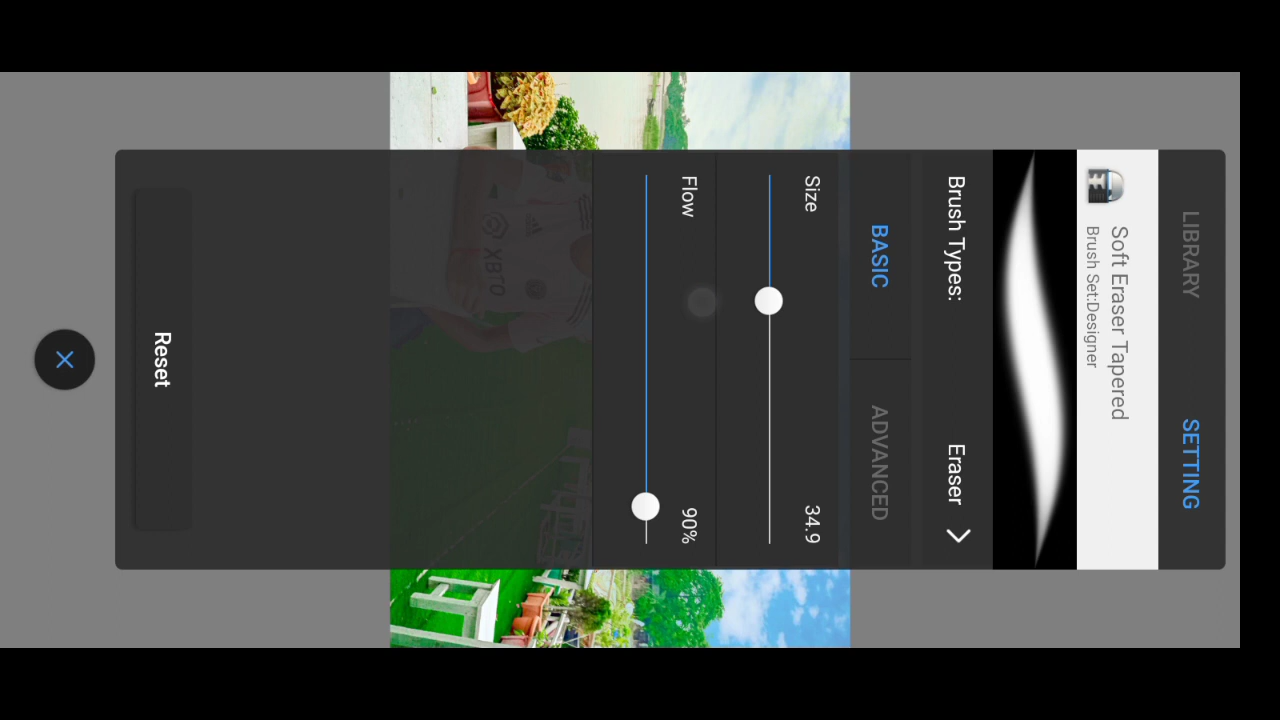 LIBRARY SETTING
Soft Eraser Tapered
Brush Set:Designer
Brush Types: Eraser
BASIC ADVANCED
Size 34.9
Flow 90%
XBTO
Reset